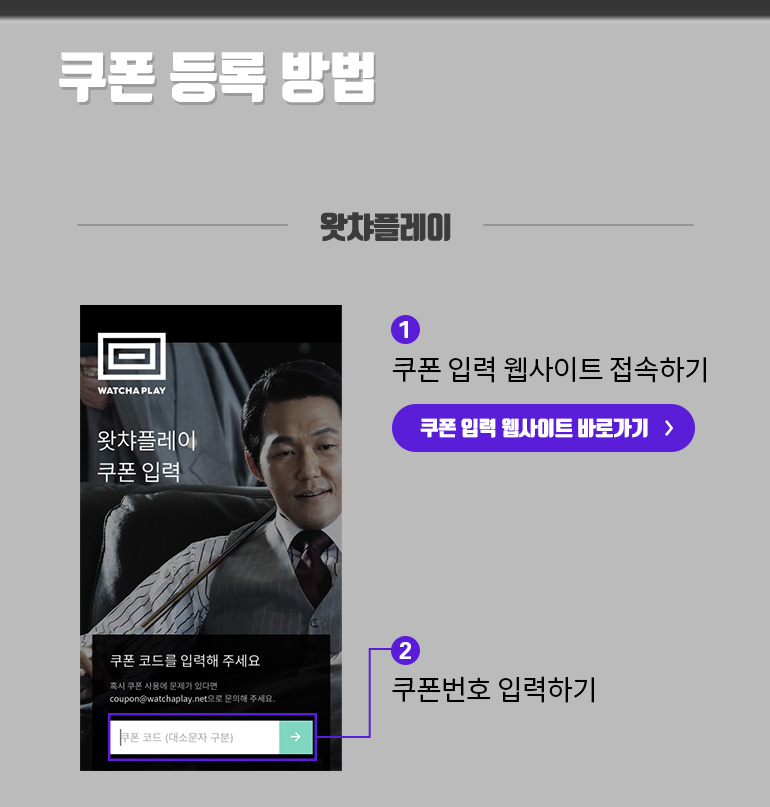 쿠폰 등록 방법
왓챠플레이
WATCHA PLAY
왓챠플레이
쿠폰 입력
쿠폰 코드를 입력해 주세요
혹시 쿠폰 사용에 문제가 있다면
coupon@watchaplay.net으로 문의해 주세요.
쿠폰 코드 (대소문자 구분)
1
쿠폰 입력 웹사이트 접속하기
쿠폰 입력 웹사이트 바로가기
2
쿠폰번호 입력하기